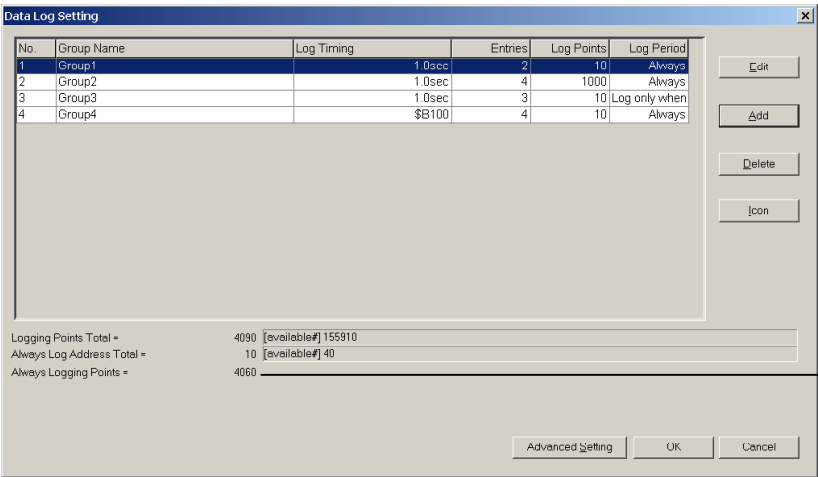 Data Log Setting
No. Group Name Log Timing Entries Log Points Log Period
1 Group1 1.0sec 2 10 Always
2 Group2 1.0sec 4 1000 Always
3 Group3 1.0sec 3 10 Log only when
4 Group4 $B100 4 10 Always
Edit
Add
Delete
Icon
Logging Points Total = 4090 [available#] 155910
Always Log Address Total = 10 [available#] 40
Always Logging Points = 4060
Advanced Setting OK Cancel